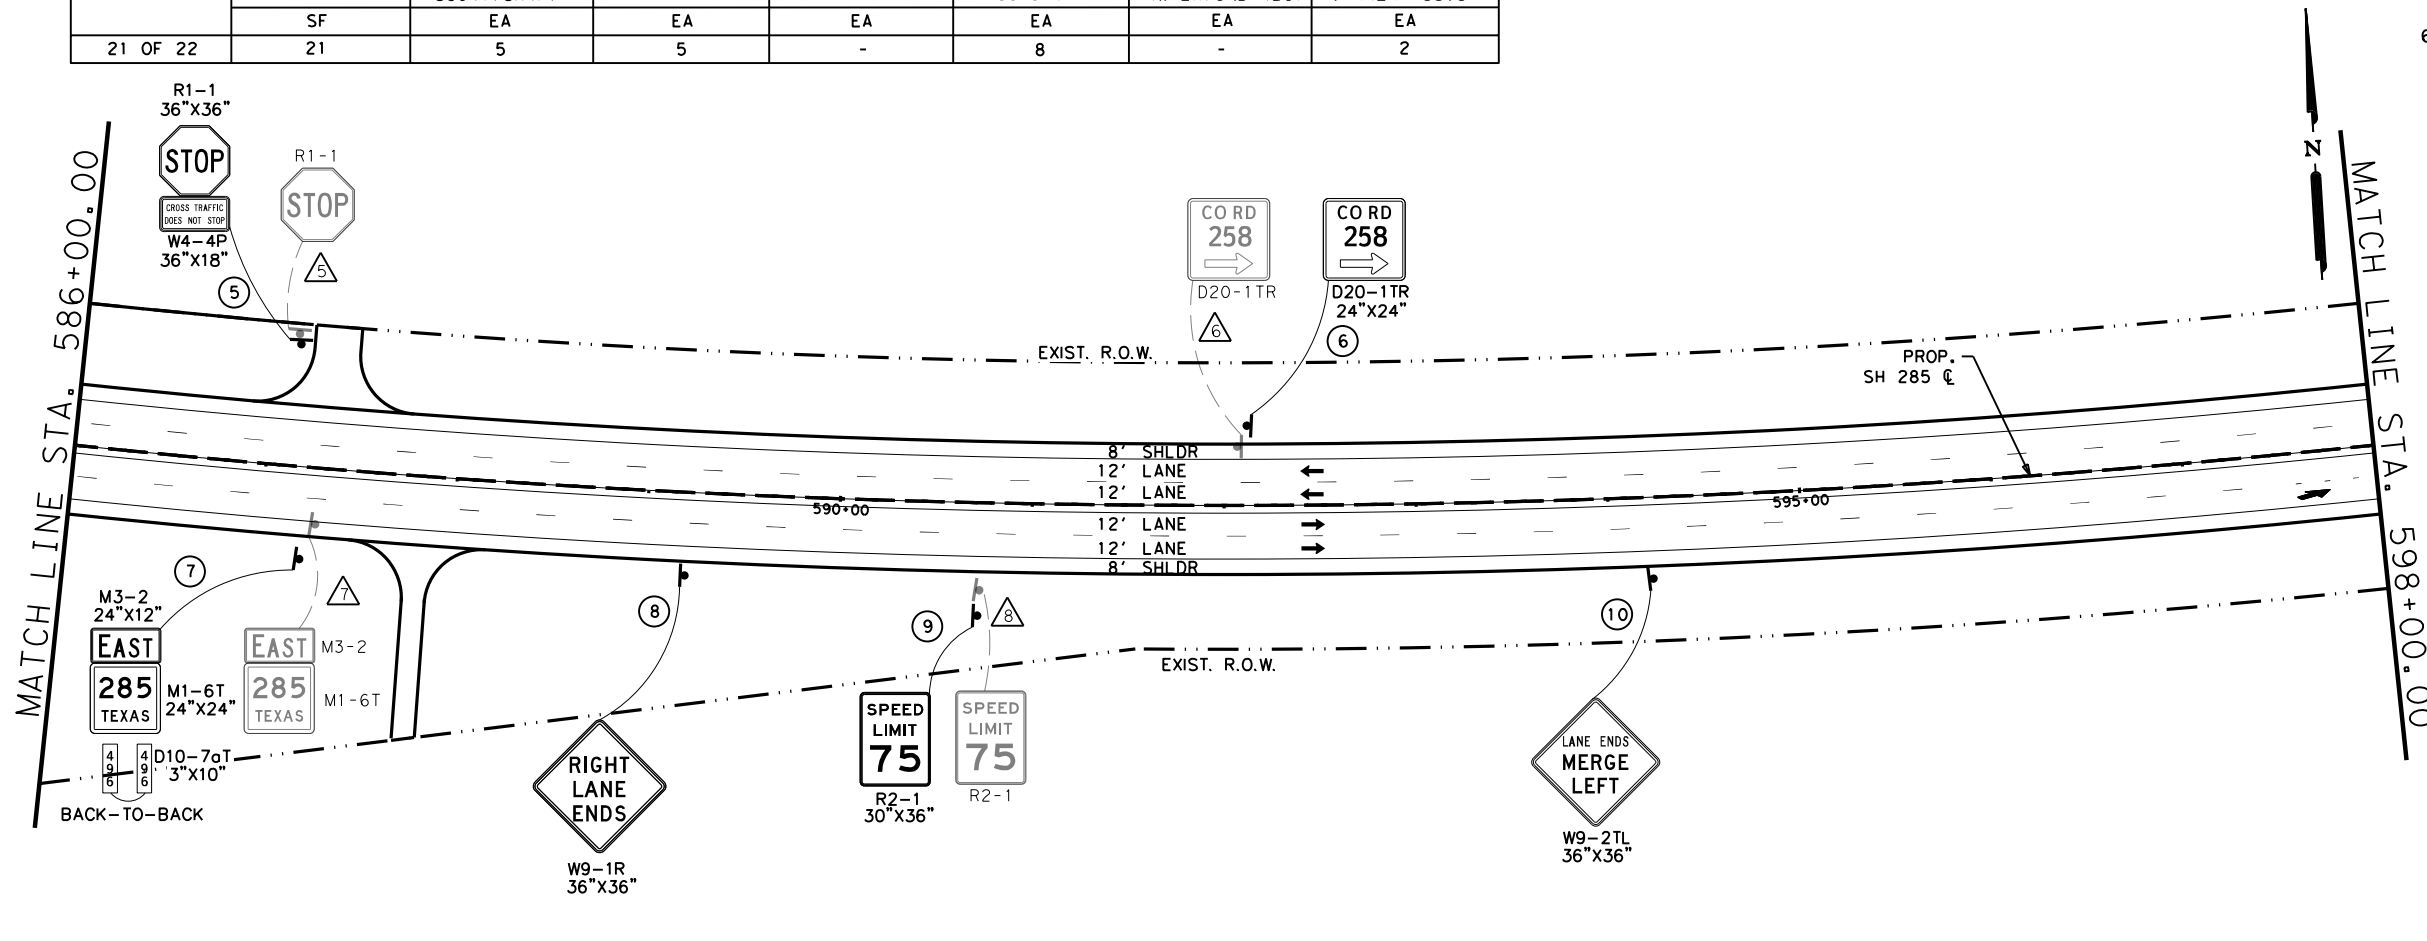 SF EA EA EA EA EA EA
21 OF 22 21 5 5 - 8 - 2
R1-1
36"X36"
STOP
CROSS TRAFFIC
DOES NOT STOP
W4-4P
36"X18"
5
R1-1
STOP
5
CO RD
258
D20-1TR
6
CO RD
258
D20-1TR
24"X24"
6
N
MATCH LINE STA. 586+00.00
MATCH LINE STA. 598+00.00
EXIST. R.O.W.
PROP.
SH 285 ℄
8' SHLDR
12' LANE
12' LANE
590+00
595+00
12' LANE
12' LANE
8' SHLDR
7
M3-2
24"X12"
EAST
285
TEXAS
M1-6T
24"X24"
496
496
D10-7aT
3"X10"
BACK-TO-BACK
7
EAST
M3-2
285
TEXAS
M1-6T
8
RIGHT
LANE
ENDS
W9-1R
36"X36"
9
SPEED
LIMIT
75
R2-1
30"X36"
8
SPEED
LIMIT
75
R2-1
EXIST. R.O.W.
10
LANE ENDS
MERGE
LEFT
W9-2TL
36"X36"